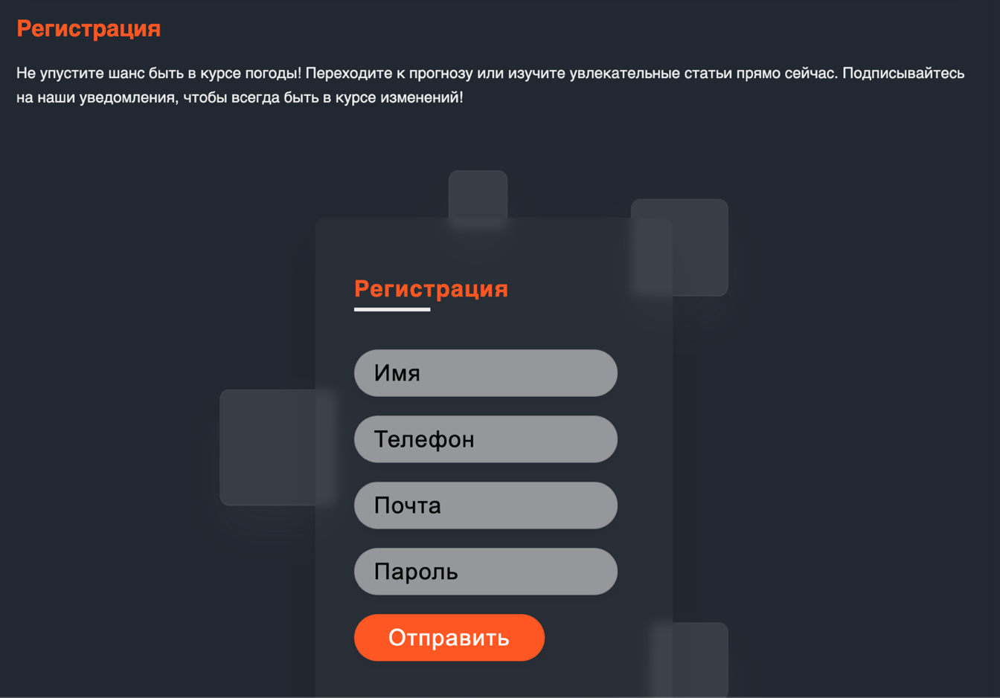 Регистрация
Не упустите шанс быть в курсе погоды! Переходите к прогнозу или изучите увлекательные статьи прямо сейчас. Подписывайтесь
на наши уведомления, чтобы всегда быть в курсе изменений!
Регистрация
Имя
Телефон
Почта
Пароль
Отправить